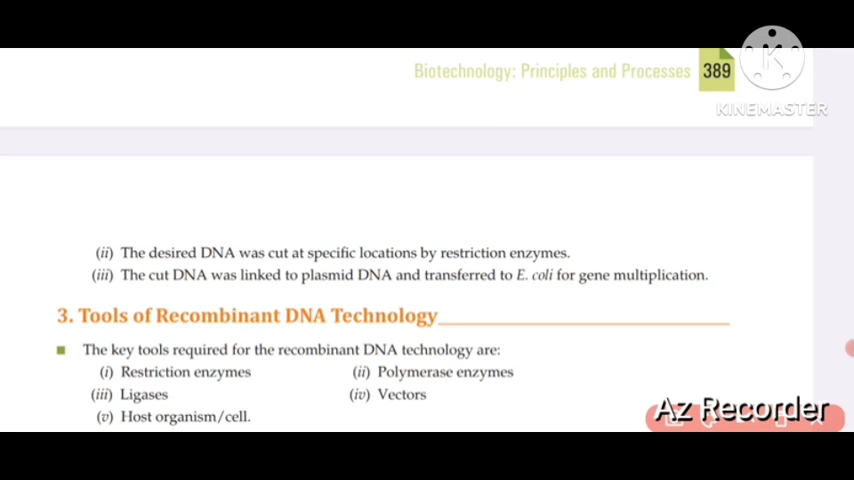 Biotechnology: Principles and Processes 389
K
KINEMASTER
(ii) The desired DNA was cut at specific locations by restriction enzymes.
(iii) The cut DNA was linked to plasmid DNA and transferred to E. coli for gene multiplication.
3. Tools of Recombinant DNA Technology
The key tools required for the recombinant DNA technology are:
(i) Restriction enzymes (ii) Polymerase enzymes
(iii) Ligases (iv) Vectors
(v) Host organism/cell.
Az Recorder